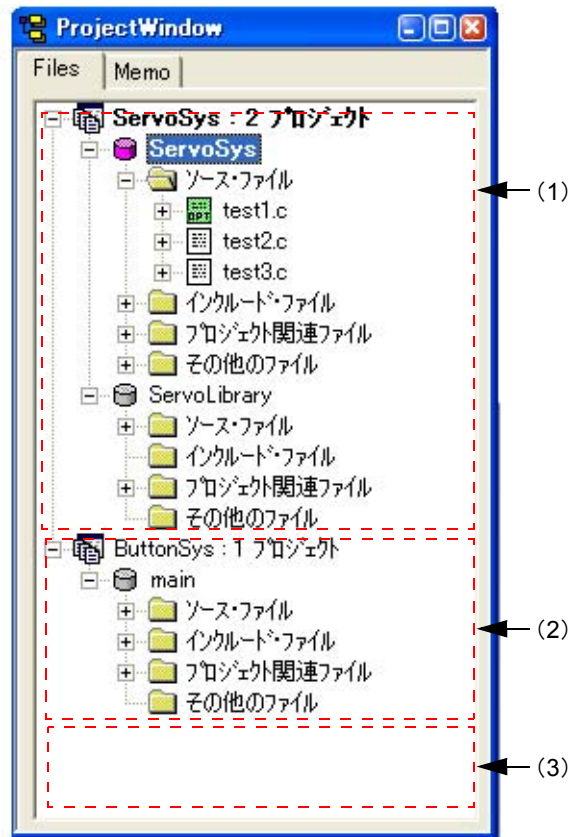 ProjectWindow
Files Memo
ServoSys : 2 プロジェクト
ServoSys
ソース・ファイル
test1.c
test2.c
test3.c
インクルード・ファイル
プロジェクト関連ファイル
その他のファイル
ServoLibrary
ソース・ファイル
インクルード・ファイル
プロジェクト関連ファイル
その他のファイル
ButtonSys : 1 プロジェクト
main
ソース・ファイル
インクルード・ファイル
プロジェクト関連ファイル
その他のファイル
(1)
(2)
(3)